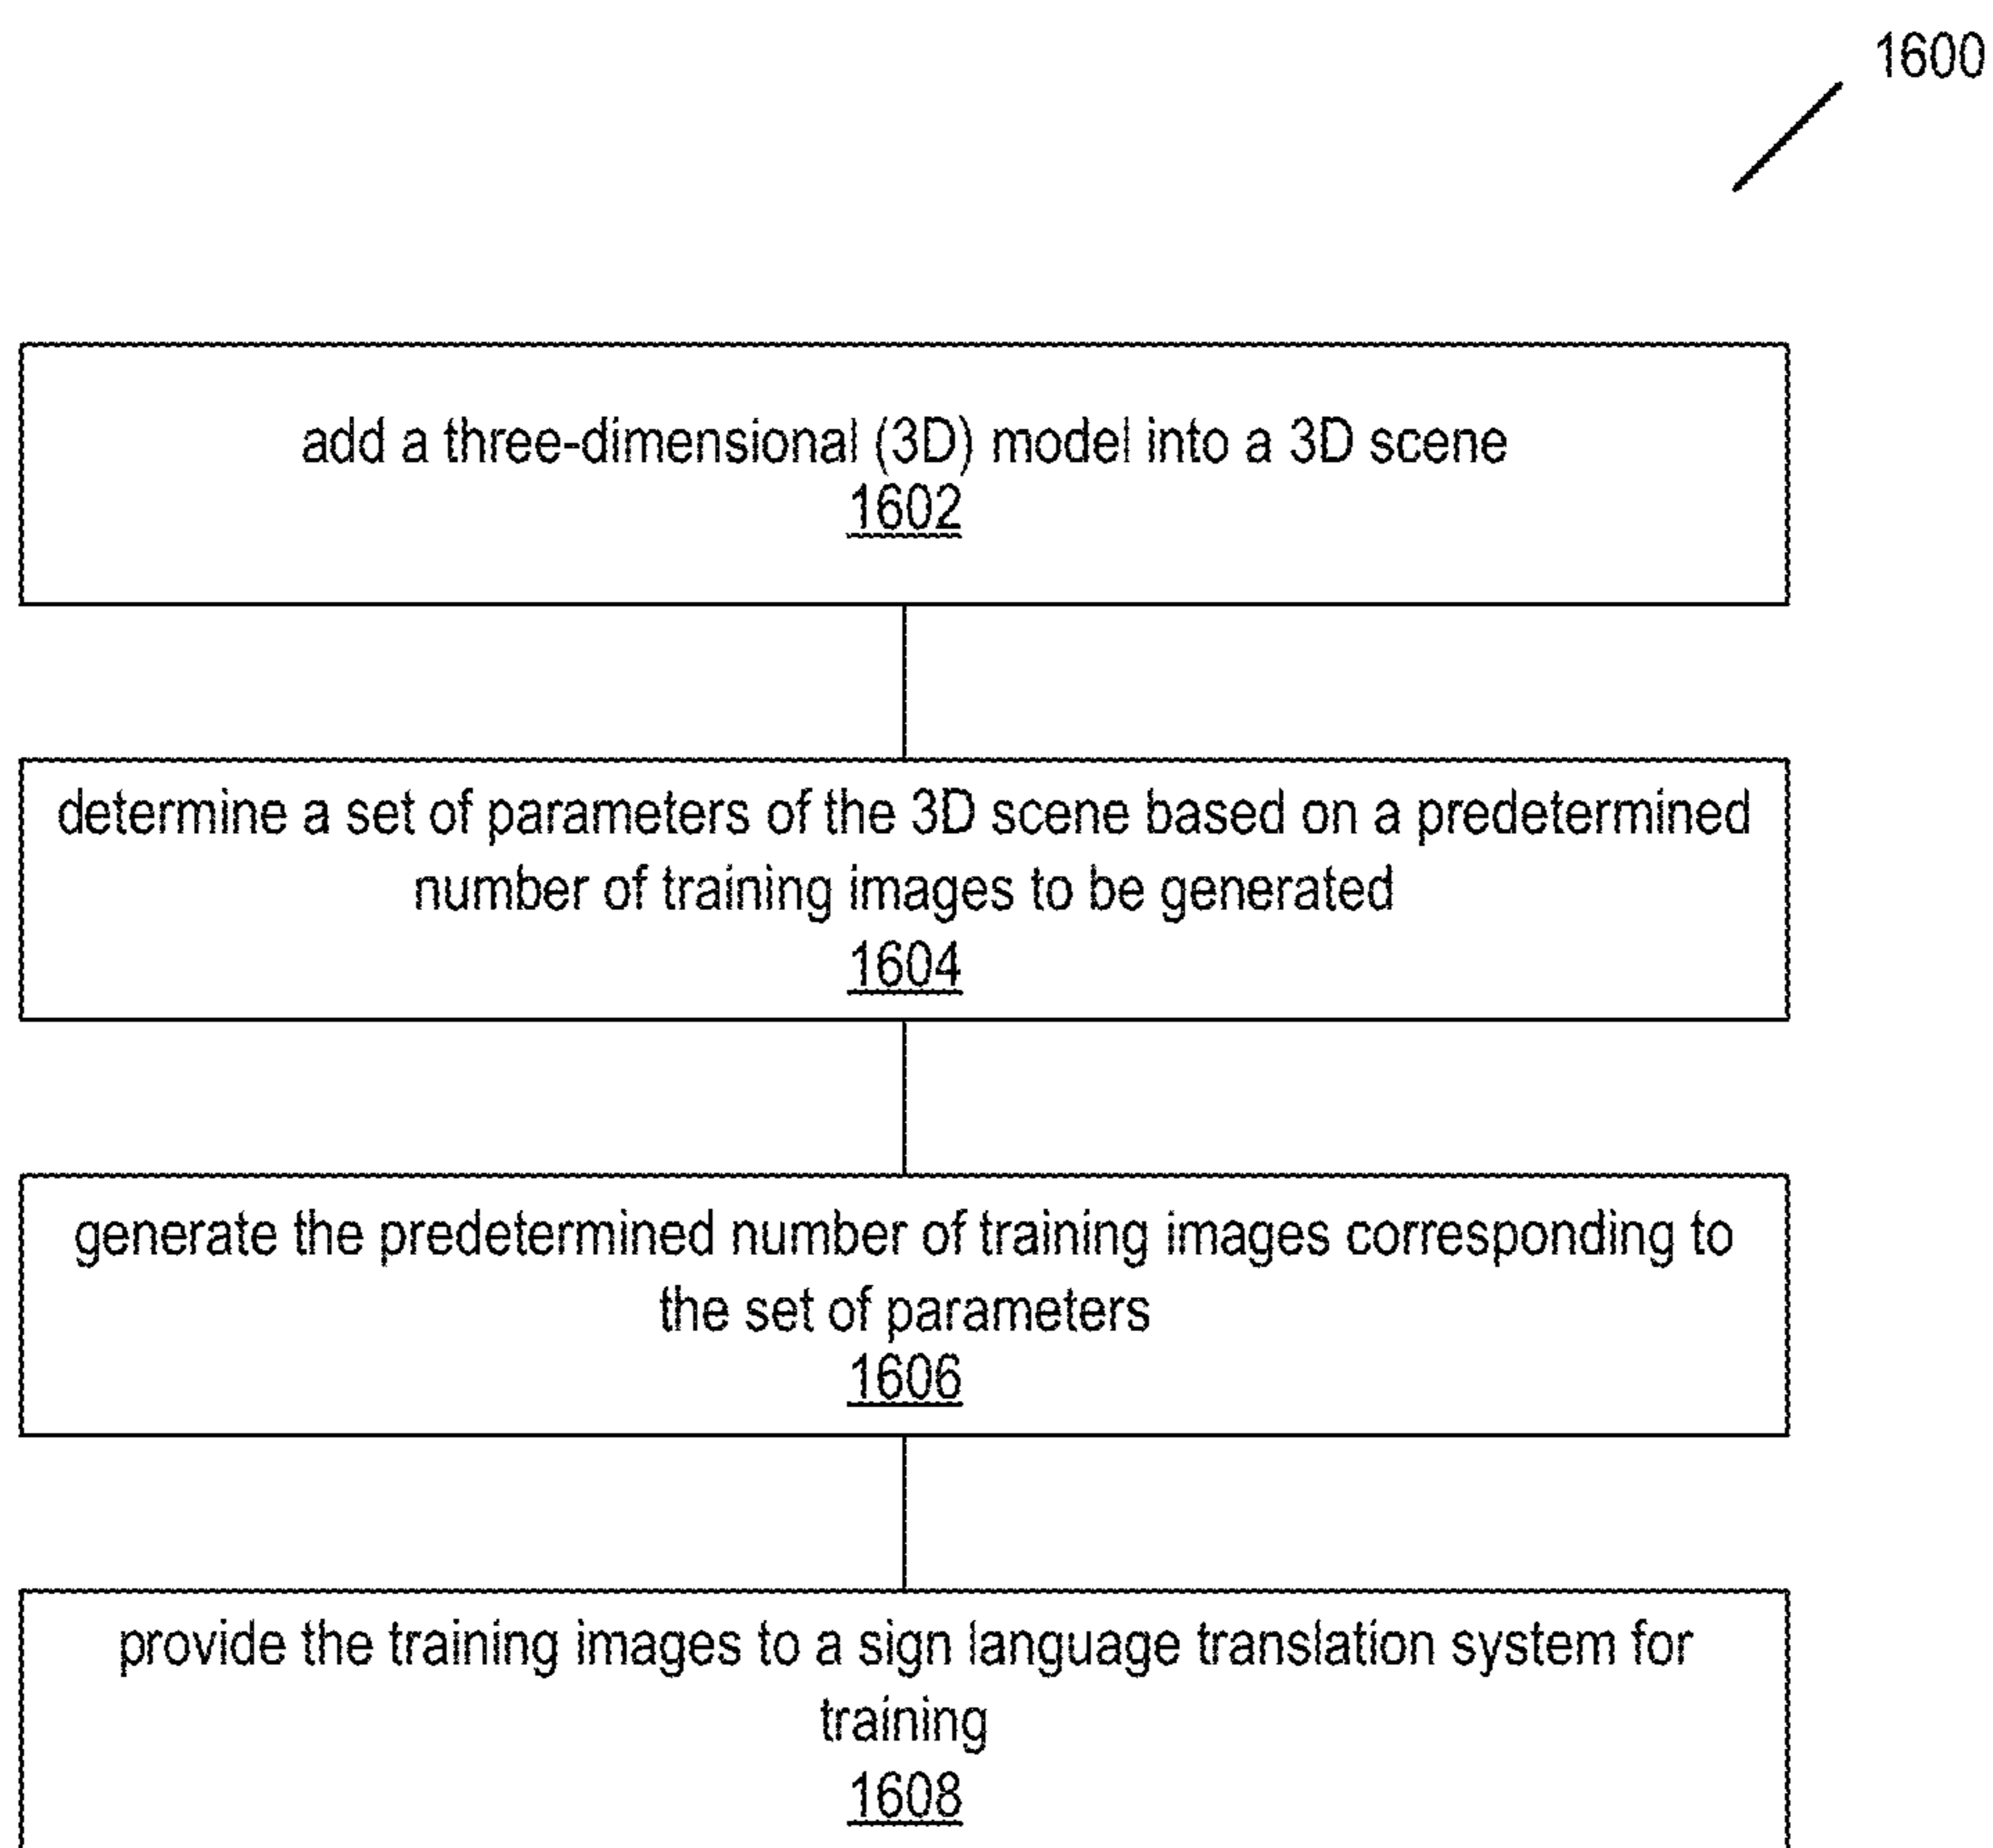 1600
add a three-dimensional (3D) model into a 3D scene
1602
determine a set of parameters of the 3D scene based on a predetermined
number of training images to be generated
1604
generate the predetermined number of training images corresponding to
the set of parameters
1606
provide the training images to a sign language translation system for
training
1608